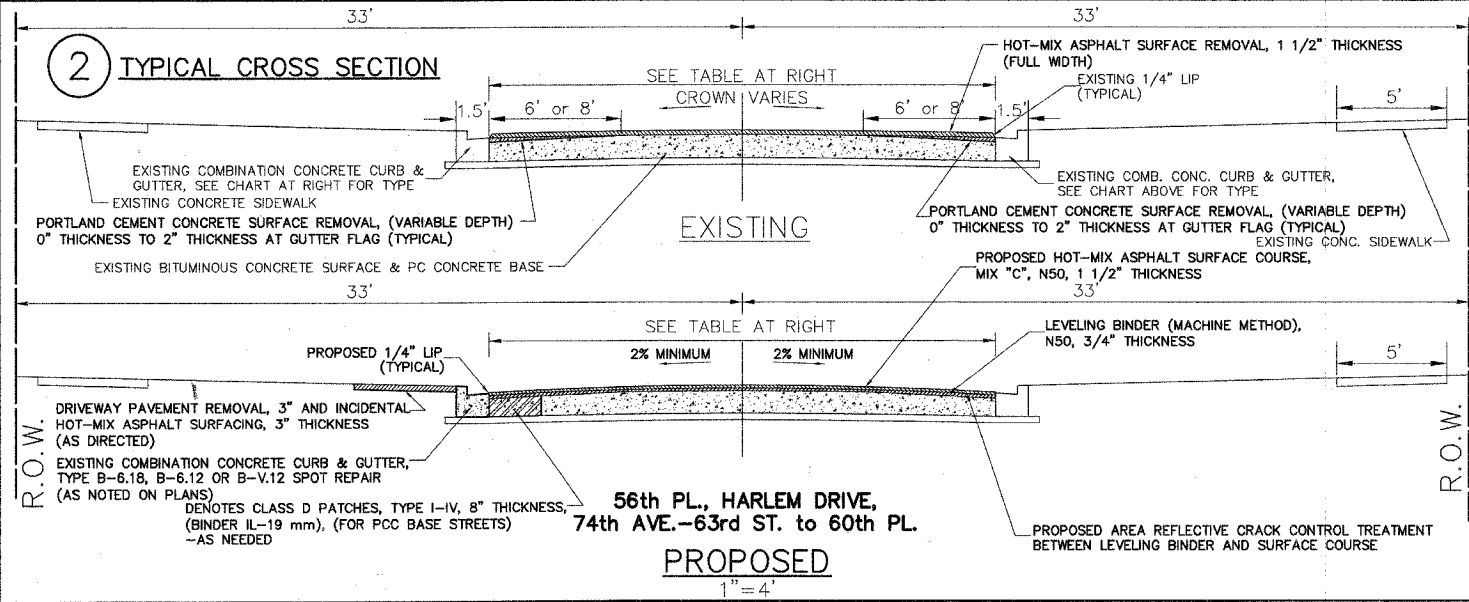 33'
33'
2 TYPICAL CROSS SECTION
HOT-MIX ASPHALT SURFACE REMOVAL, 1 1/2" THICKNESS
(FULL WIDTH)
SEE TABLE AT RIGHT
EXISTING 1/4" LIP
(TYPICAL)
1.5'
6' or 8'
CROWN VARIES
6' or 8'
1.5'
5'
EXISTING COMBINATION CONCRETE CURB &
GUTTER, SEE CHART AT RIGHT FOR TYPE
EXISTING CONCRETE SIDEWALK
PORTLAND CEMENT CONCRETE SURFACE REMOVAL, (VARIABLE DEPTH)
0" THICKNESS TO 2" THICKNESS AT GUTTER FLAG (TYPICAL)
EXISTING BITUMINOUS CONCRETE SURFACE & PC CONCRETE BASE
EXISTING
EXISTING COMB. CONC. CURB & GUTTER,
SEE CHART ABOVE FOR TYPE
PORTLAND CEMENT CONCRETE SURFACE REMOVAL, (VARIABLE DEPTH)
0" THICKNESS TO 2" THICKNESS AT GUTTER FLAG (TYPICAL)
EXISTING CONC. SIDEWALK
PROPOSED HOT-MIX ASPHALT SURFACE COURSE,
MIX "C", N50, 1 1/2" THICKNESS
33'
33'
SEE TABLE AT RIGHT
LEVELING BINDER (MACHINE METHOD),
N50, 3/4" THICKNESS
PROPOSED 1/4" LIP
(TYPICAL)
2% MINIMUM
2% MINIMUM
5'
DRIVEWAY PAVEMENT REMOVAL, 3" AND INCIDENTAL
HOT-MIX ASPHALT SURFACING, 3" THICKNESS
(AS DIRECTED)
R.O.W.
EXISTING COMBINATION CONCRETE CURB & GUTTER,
TYPE B-6.18, B-6.12 OR B-V.12 SPOT REPAIR
(AS NOTED ON PLANS)
DENOTES CLASS D PATCHES, TYPE I-IV, 8" THICKNESS,
(BINDER IL-19 mm), (FOR PCC BASE STREETS)
-AS NEEDED
56th PL., HARLEM DRIVE,
74th AVE.-63rd ST. to 60th PL.
PROPOSED
1"=4'
PROPOSED AREA REFLECTIVE CRACK CONTROL TREATMENT
BETWEEN LEVELING BINDER AND SURFACE COURSE
R.O.W.